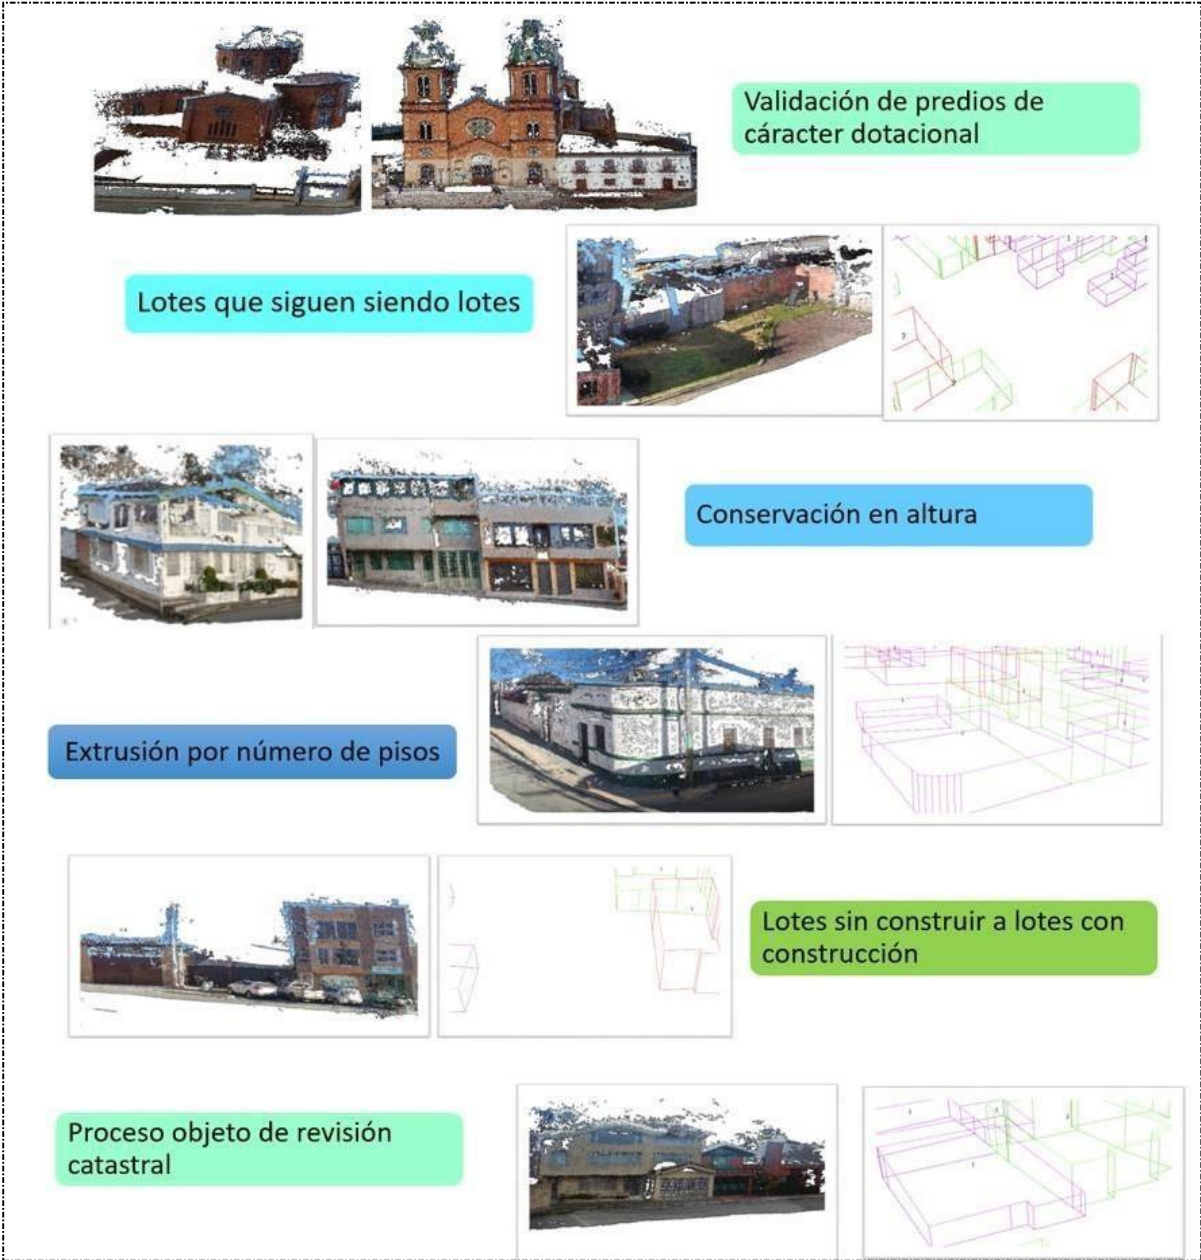 Validación de predios de
cáracter dotacional
Lotes que siguen siendo lotes
Conservación en altura
Extrusión por número de pisos
Lotes sin construir a lotes con
construcción
Proceso objeto de revisión
catastral